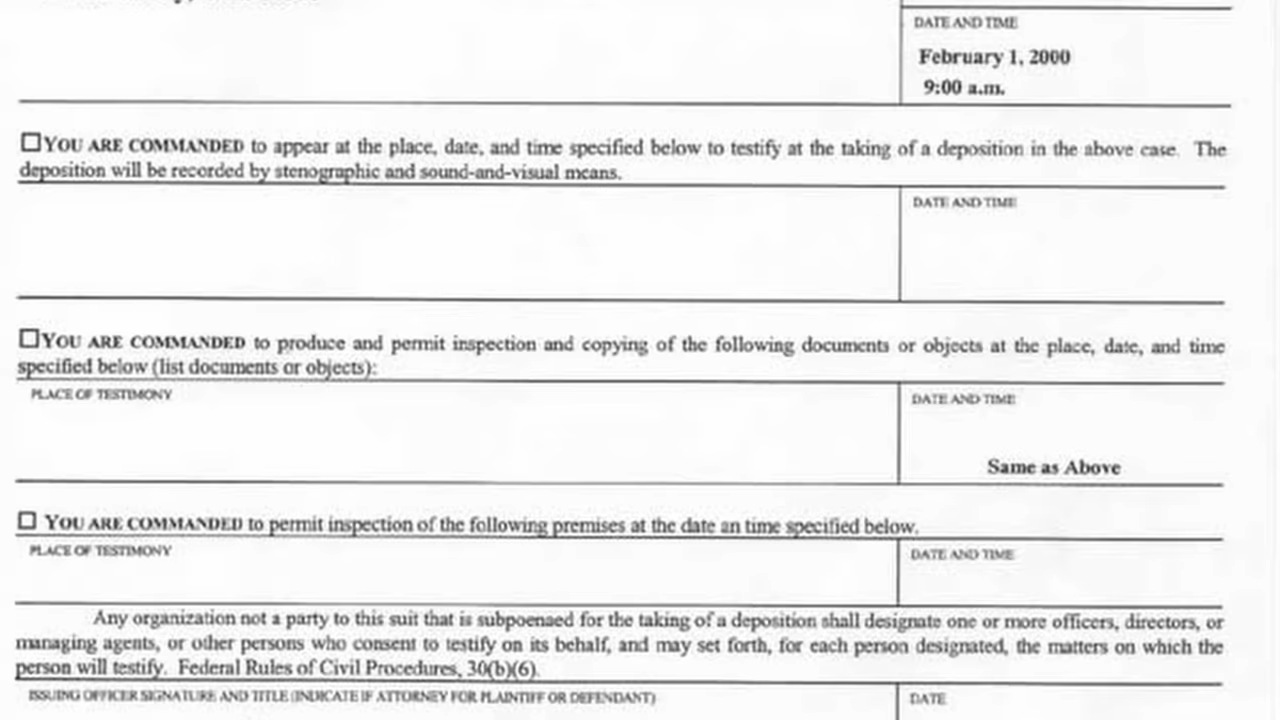 DATE AND TIME
February 1, 2000
9:00 a.m.
YOU ARE COMMANDED to appear at the place, date, and time specified below to testify at the taking of a deposition in the above case. The
deposition will be recorded by stenographic and sound-and-visual means.
DATE AND TIME
YOU ARE COMMANDED to produce and permit inspection and copying of the following documents or objects at the place, date, and time
specified below (list documents or objects):
PLACE OF TESTIMONY
DATE AND TIME
Same as Above
YOU ARE COMMANDED to permit inspection of the following premises at the date an time specified below.
PLACE OF TESTIMONY
DATE AND TIME
Any organization not a party to this suit that is subpoenaed for the taking of a deposition shall designate one or more officers, directors, or
managing agents, or other persons who consent to testify on its behalf, and may set forth, for each person designated, the matters on which the
person will testify. Federal Rules of Civil Procedures, 30(b)(6).
ISSUING OFFICER SIGNATURE AND TITLE (INDICATE IF ATTORNEY FOR PLAINTIFF OR DEFENDANT)
DATE